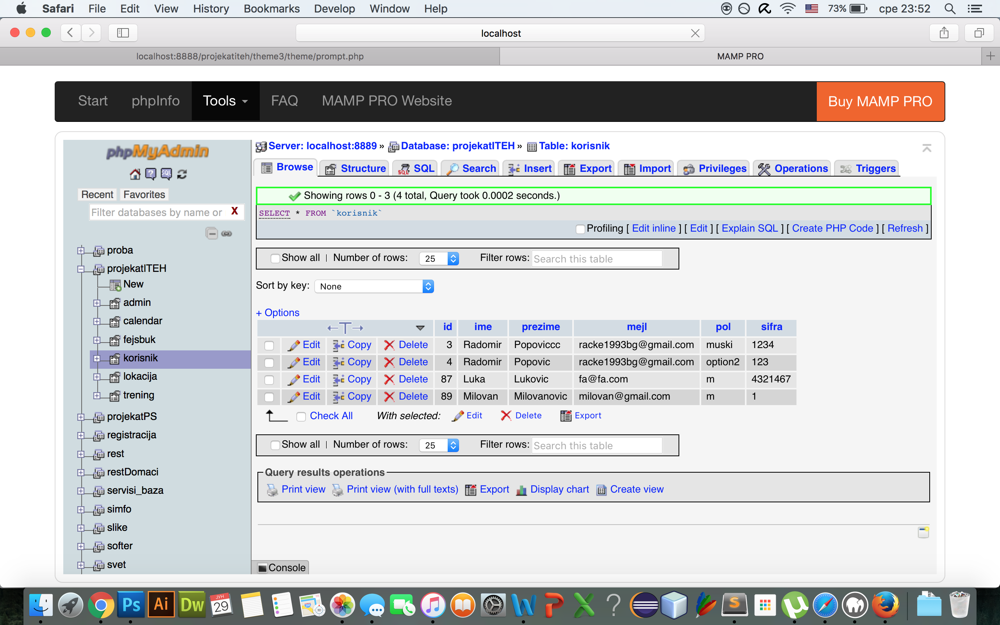 Safari File Edit View History Bookmarks Develop Window Help 73% сре 23:52
localhost
localhost:8888/projekatiteh/theme3/theme/prompt.php MAMP PRO
Start phpInfo Tools FAQ MAMP PRO Website Buy MAMP PRO
phpMyAdmin
Recent Favorites
Filter databases by name or X
proba
projekatITEH
New
admin
calendar
fejsbuk
korisnik
lokacija
trening
projekatPS
registracija
rest
restDomaci
servisi_baza
simfo
slike
softer
svet
Server: localhost:8889 » Database: projekatITEH » Table: korisnik
Browse Structure SQL Search Insert Export Import Privileges Operations Triggers
Showing rows 0 - 3 (4 total, Query took 0.0002 seconds.)
SELECT * FROM `korisnik`
Profiling [ Edit inline ] [ Edit ] [ Explain SQL ] [ Create PHP Code ] [ Refresh ]
Show all | Number of rows: 25 Filter rows: Search this table
Sort by key: None
+ Options
←T→ id ime prezime mejl pol sifra
Edit Copy Delete 3 Radomir Popoviccc racke1993bg@gmail.com muski 1234
Edit Copy Delete 4 Radomir Popovic racke1993bg@gmail.com option2 123
Edit Copy Delete 87 Luka Lukovic fa@fa.com m 4321467
Edit Copy Delete 89 Milovan Milovanovic milovan@gmail.com m 1
Check All With selected: Edit Delete Export
Show all | Number of rows: 25 Filter rows: Search this table
Query results operations
Print view Print view (with full texts) Export Display chart Create view
Console
Ps Ai Dw ЈУН 29 3D W P X ? S